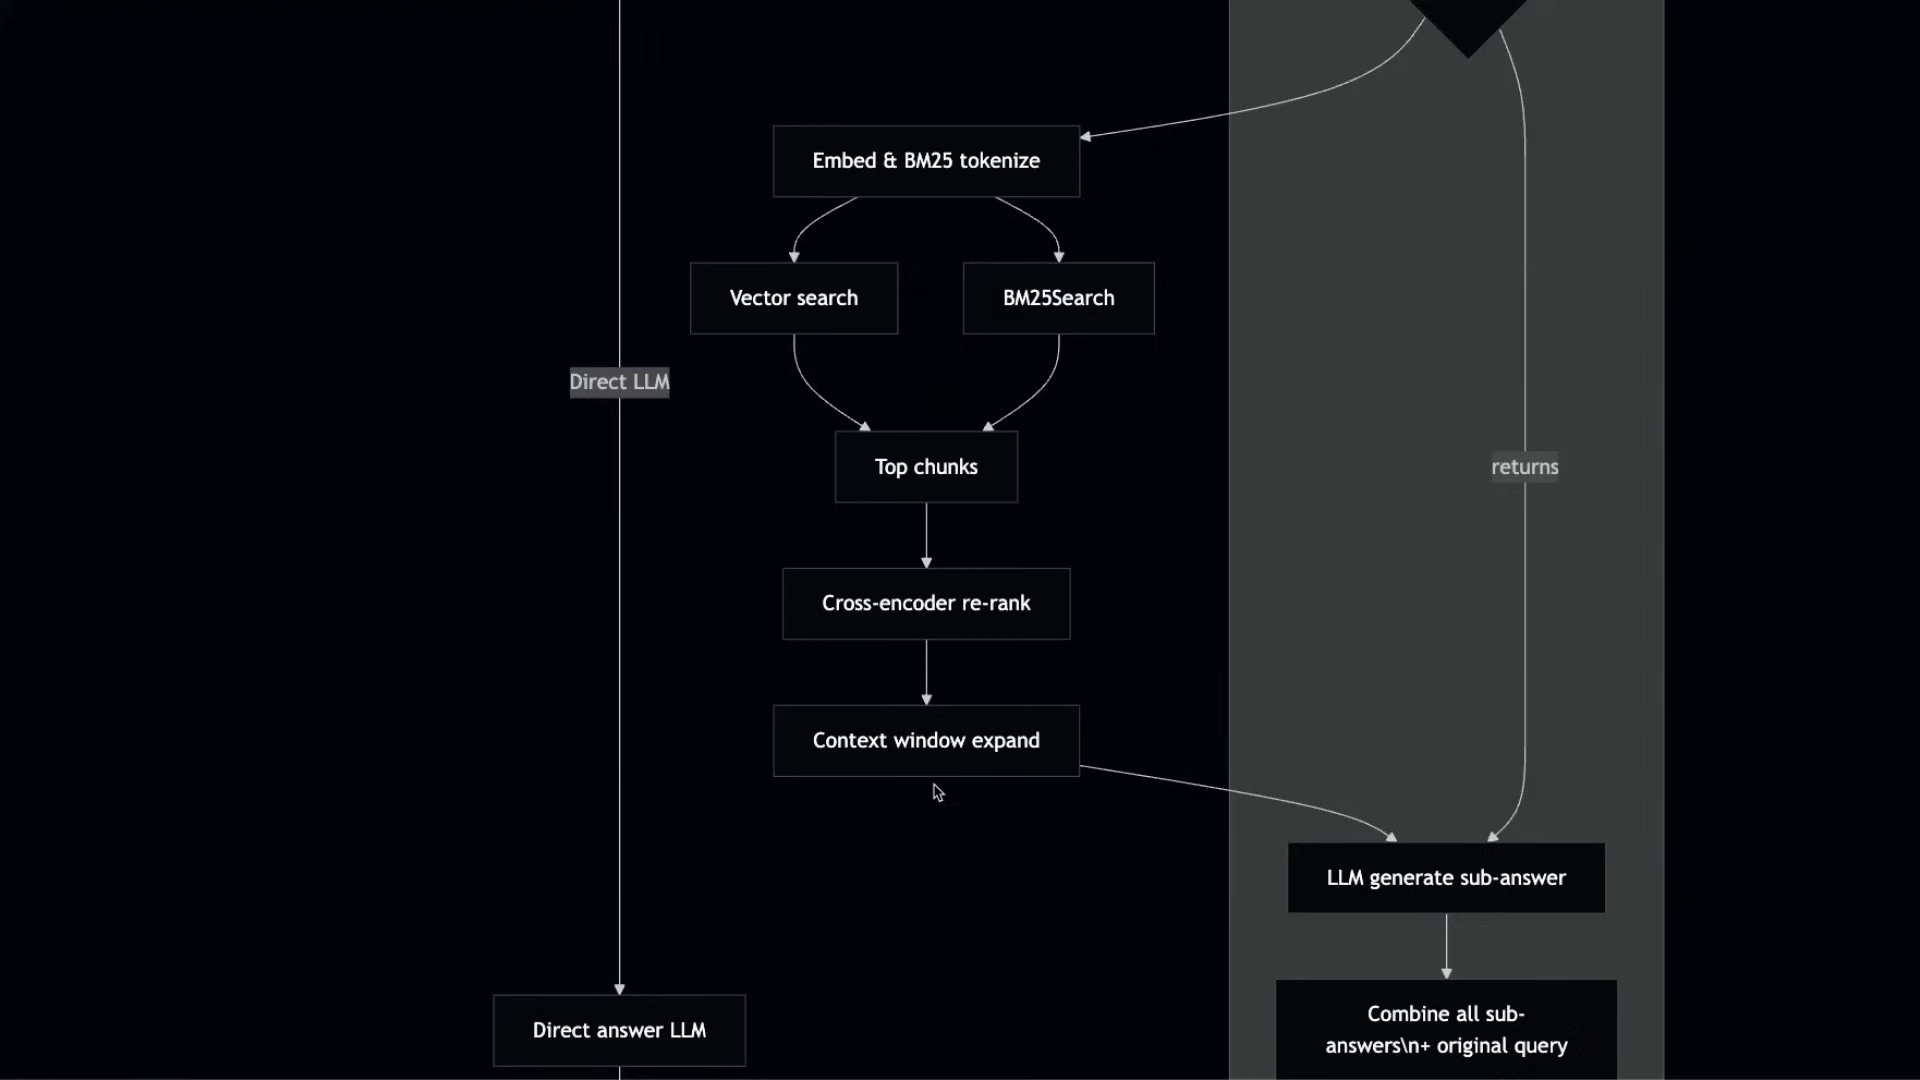 Embed & BM25 tokenize
Vector search
BM25Search
Direct LLM
Top chunks
returns
Cross-encoder re-rank
Context window expand
LLM generate sub-answer
Direct answer LLM
Combine all sub-
answers\n+ original query